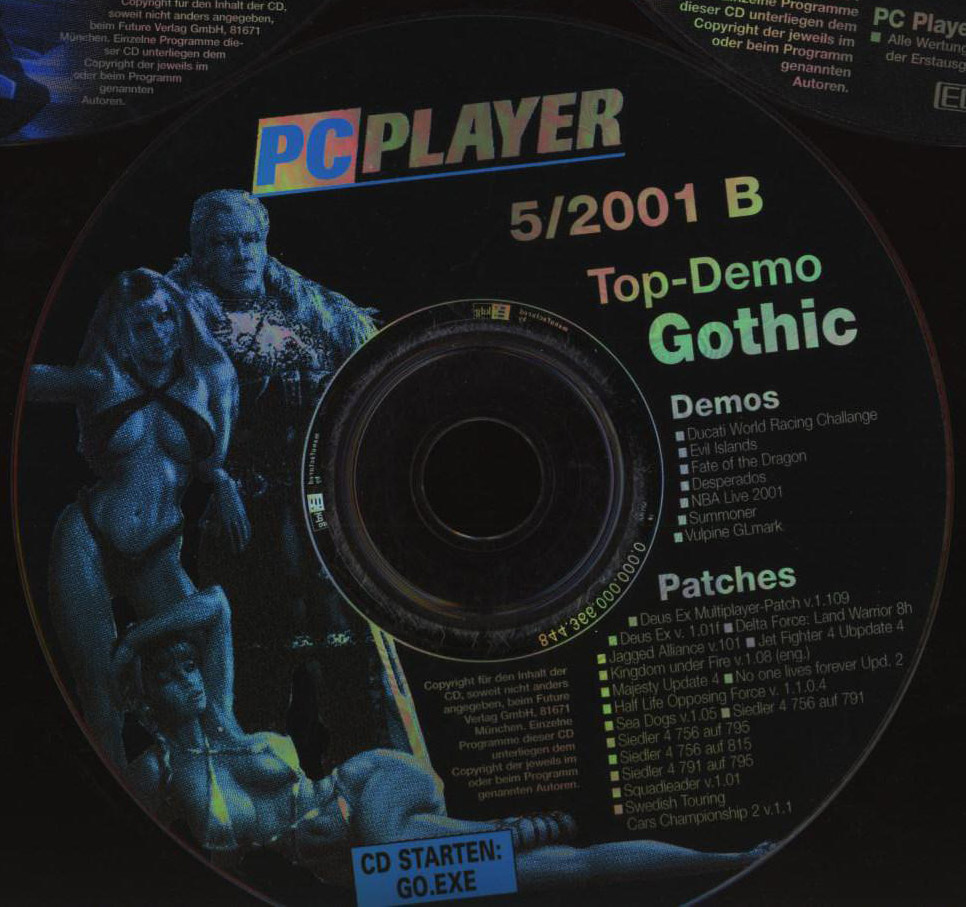 Copyright für den Inhalt der CD,
soweit nicht anders angegeben,
beim Future Verlag GmbH, 81671
München. Einzelne Programme die-
ser CD unterliegen dem
Copyright der jeweils im
oder beim Programm
genannten
Autoren.
dieser CD unterliegen dem
Copyright der jeweils im
oder beim Programm
genannten
Autoren.
PC Playe
Alle Wertung
der Erstausg
PC PLAYER
5/2001 B
Top-Demo
Gothic
Demos
Ducati World Racing Challange
Evil Islands
Fate of the Dragon
Desperados
NBA Live 2001
Summoner
Vulpine GLmark
Patches
Deus Ex Multiplayer-Patch v.1.109
Deus Ex v. 1.01f Delta Force: Land Warrior 8h
Jagged Alliance v.101 Jet Fighter 4 Ubpdate 4
Kingdom under Fire v.1.08 (eng.)
Majesty Update 4 No one lives forever Upd. 2
Half Life Opposing Force v. 1.1.0.4
Sea Dogs v.1.05 Siedler 4 756 auf 791
Siedler 4 756 auf 795
Siedler 4 756 auf 815
Siedler 4 791 auf 795
Squadleader v.1.01
Swedish Touring
Cars Championship 2 v.1.1
844.366.000.000.0
Copyright für den Inhalt der
CD, soweit nicht anders
angegeben, beim Future
Verlag GmbH, 81671
München. Einzelne
Programme dieser CD
unterliegen dem
Copyright der jeweils im
oder beim Programm
genannten Autoren.
CD STARTEN:
GO.EXE